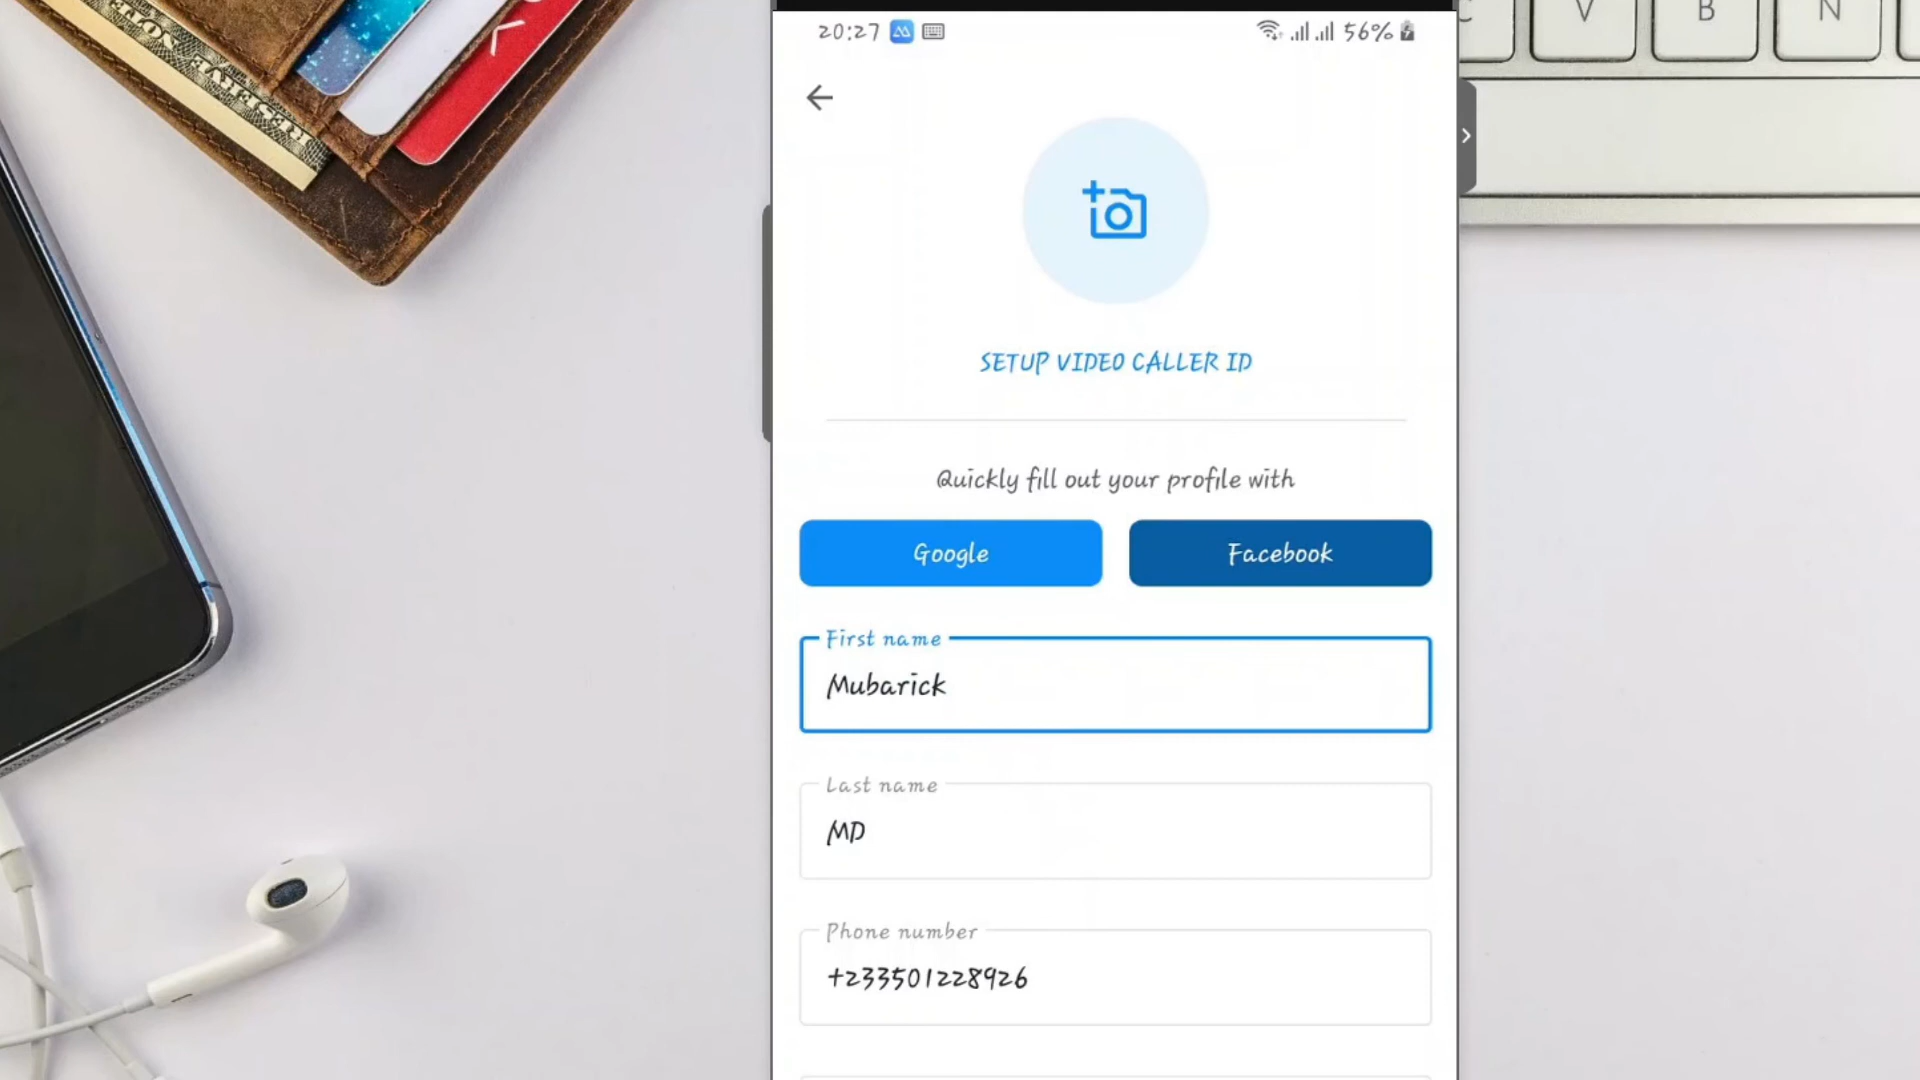 20:27
56%
SETUP VIDEO CALLER ID
Quickly fill out your profile with
Google
Facebook
First name
Mubarick
Last name
MD
Phone number
+233501228926
V
B
N